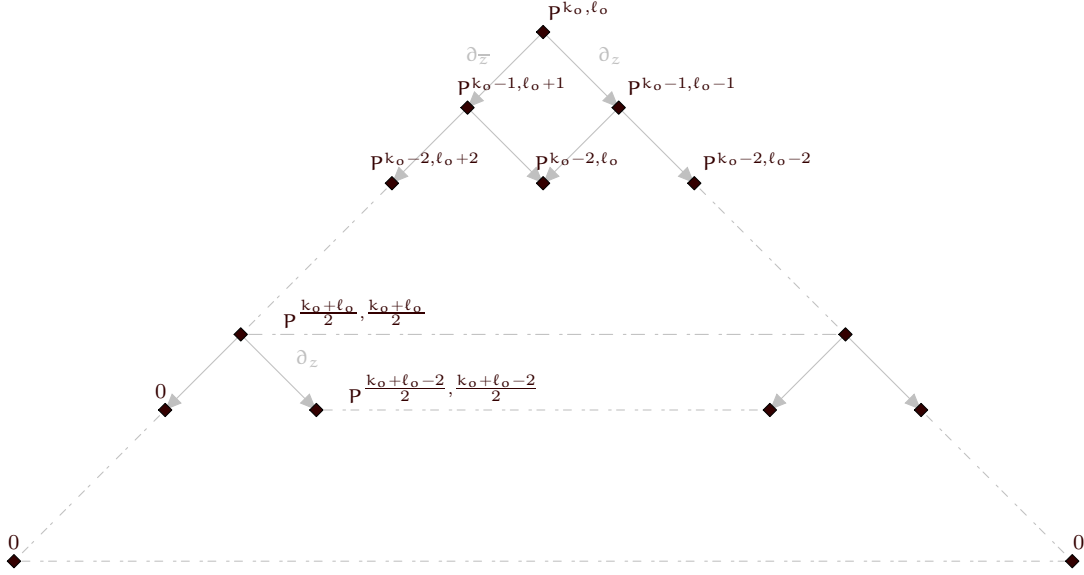 P^{k_o,ℓ_o}
∂_{\overline{z}} ∂_z
P^{k_o−1,ℓ_o+1} P^{k_o−1,ℓ_o−1}
P^{k_o−2,ℓ_o+2} P^{k_o−2,ℓ_o} P^{k_o−2,ℓ_o−2}
P^{\frac{k_o+ℓ_o}{2},\frac{k_o+ℓ_o}{2}}
∂_z
0 P^{\frac{k_o+ℓ_o−2}{2},\frac{k_o+ℓ_o−2}{2}}
0 0